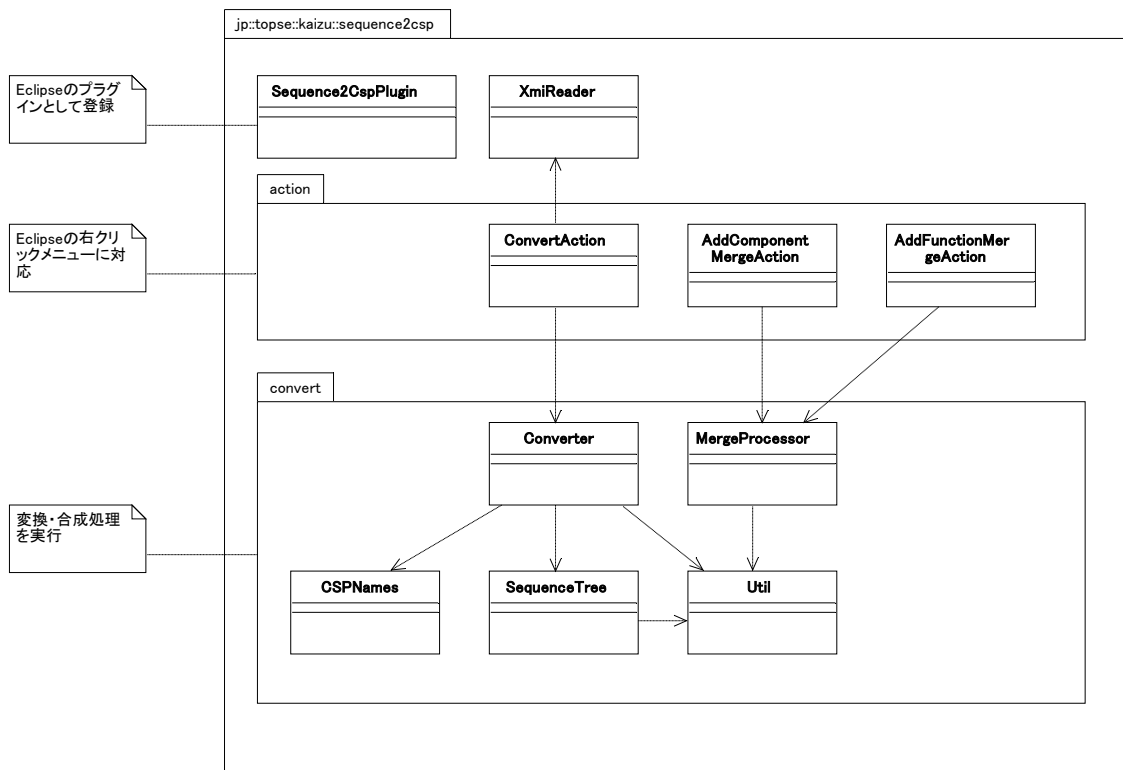 jp::topse::kaizu::sequence2csp
Eclipseのプラグ
インとして登録
Sequence2CspPlugin
XmiReader
action
Eclipseの右クリ
ックメニューに対
応
ConvertAction
AddComponent
MergeAction
AddFunctionMer
geAction
convert
Converter
MergeProcessor
変換・合成処理
を実行
CSPNames
SequenceTree
Util